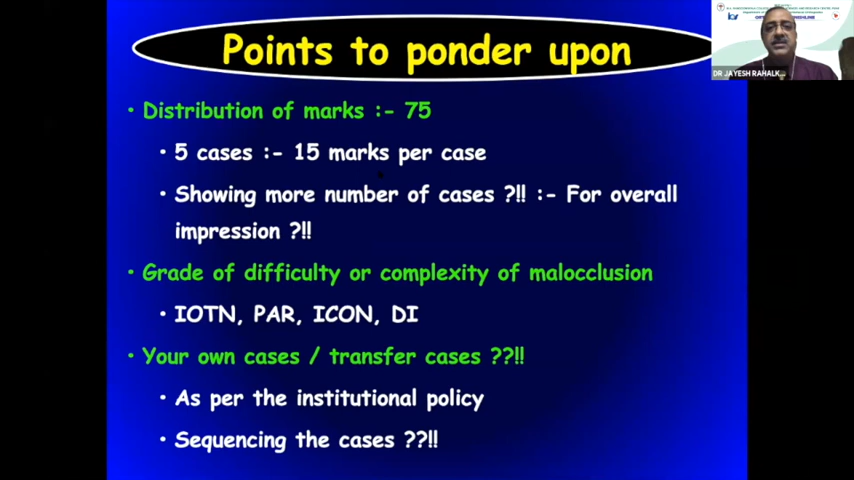 Points to ponder upon
• Distribution of marks :- 75
• 5 cases :- 15 marks per case
• Showing more number of cases ?!! :- For overall
impression ?!!
• Grade of difficulty or complexity of malocclusion
• IOTN, PAR, ICON, DI
• Your own cases / transfer cases ??!!
• As per the institutional policy
• Sequencing the cases ??!!
DR JAYESH RAHALK...